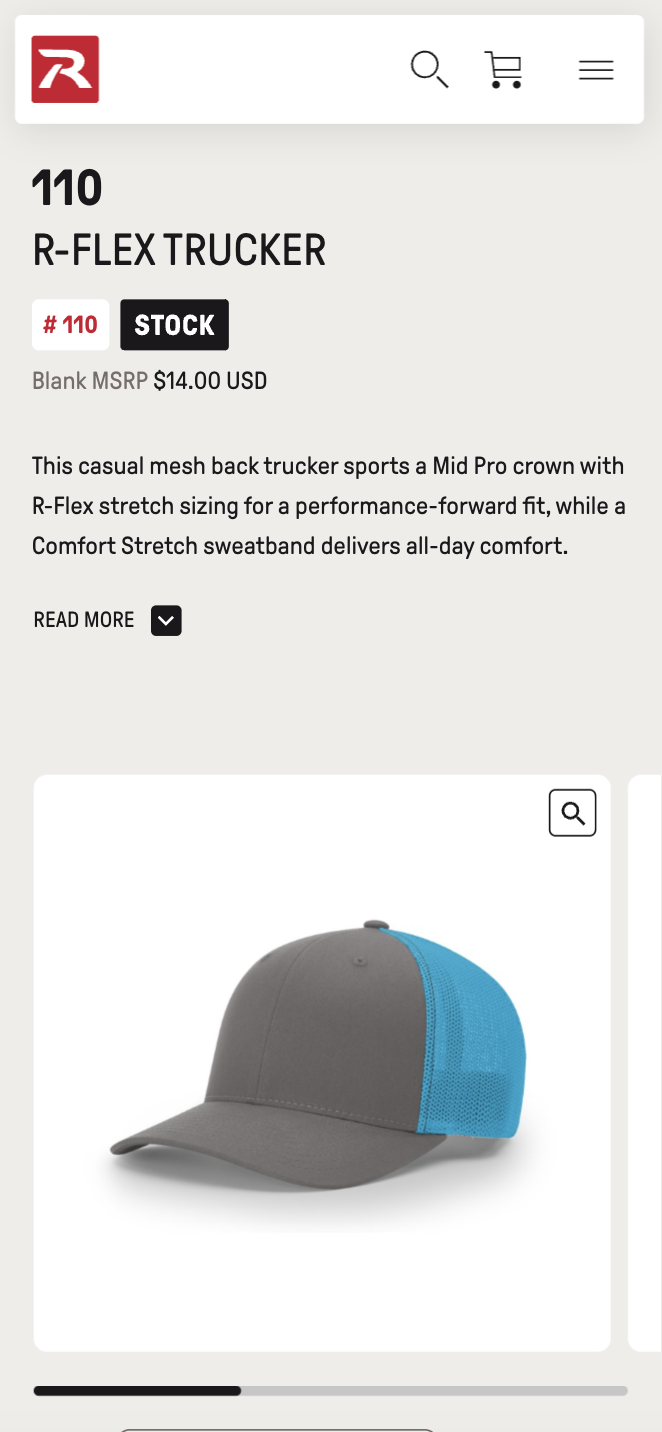 R
110
R-FLEX TRUCKER
# 110 STOCK
Blank MSRP $14.00 USD
This casual mesh back trucker sports a Mid Pro crown with
R-Flex stretch sizing for a performance-forward fit, while a
Comfort Stretch sweatband delivers all-day comfort.
READ MORE